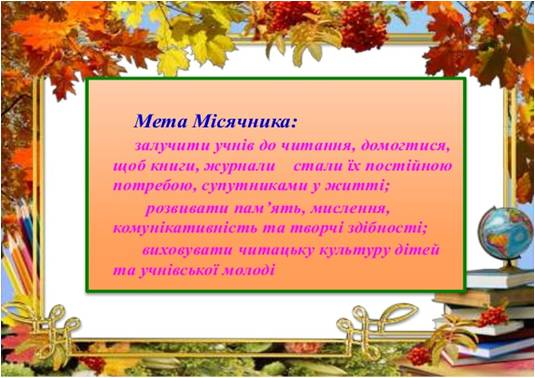 Мета Місячника:
залучити учнів до читання, домогтися,
щоб книги, журнали стали їх постійною
потребою, супутниками у житті;
розвивати пам’ять, мислення,
комунікативність та творчі здібності;
виховувати читацьку культуру дітей
та учнівської молоді